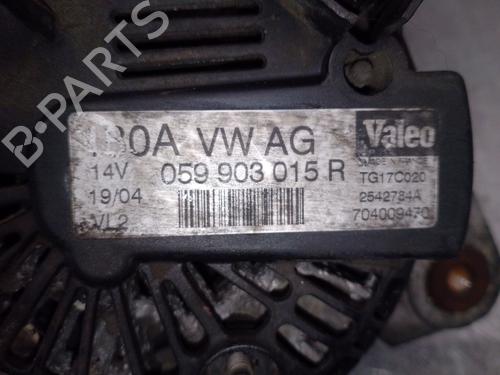 B-PARTS
180A VW AG
Valeo
MADE IN FRANCE
14V 059 903 015 R
TG17C020
19/04
2542784A
VL2
704009470